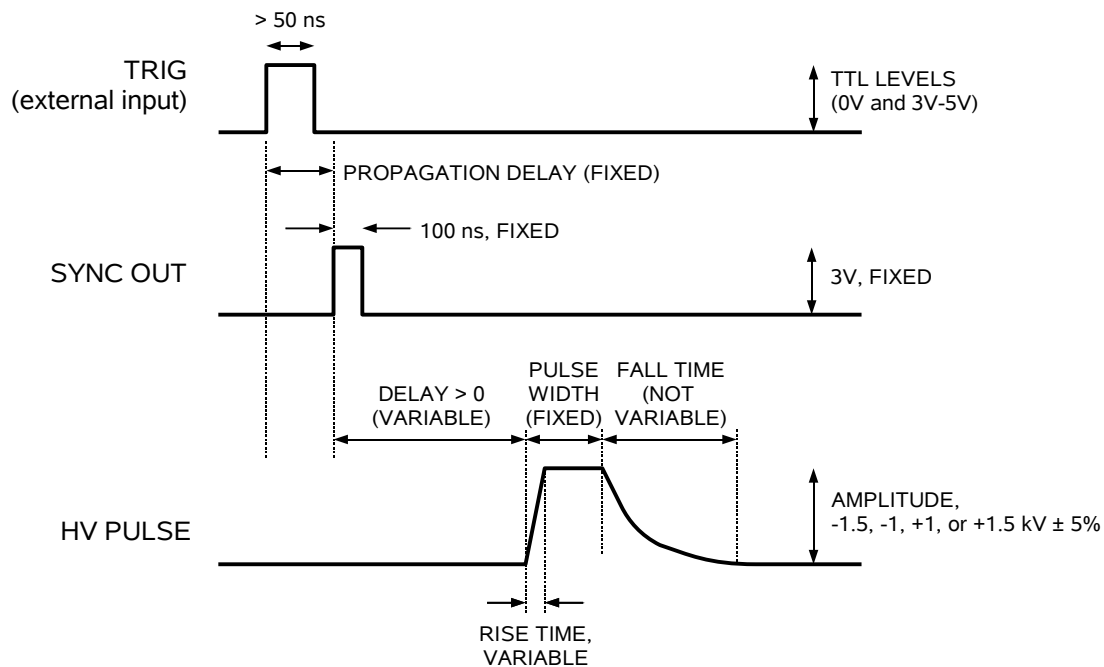 > 50 ns
TRIG
(external input)
TTL LEVELS
(0V and 3V-5V)
PROPAGATION DELAY (FIXED)
100 ns, FIXED
SYNC OUT
3V, FIXED
DELAY > 0
(VARIABLE)
PULSE
WIDTH
(FIXED)
FALL TIME
(NOT
VARIABLE)
HV PULSE
AMPLITUDE,
-1.5, -1, +1, or +1.5 kV ± 5%
RISE TIME,
VARIABLE